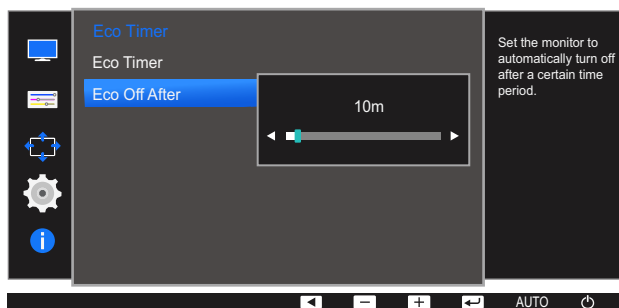 Eco Timer
Eco Timer
Eco Off After
10m
Set the monitor to
automatically turn off
after a certain time
period.
AUTO